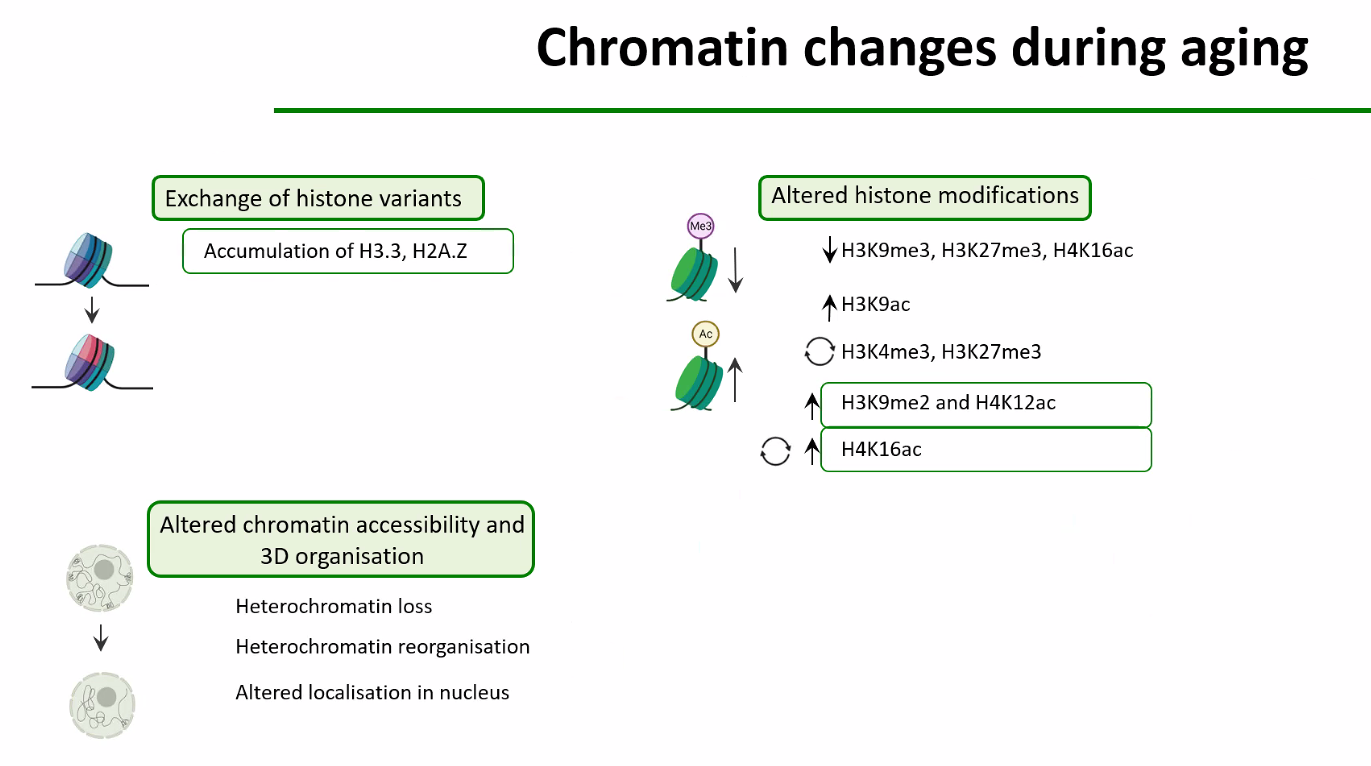 Chromatin changes during aging
Exchange of histone variants
Accumulation of H3.3, H2A.Z
Altered histone modifications
Me3
H3K9me3, H3K27me3, H4K16ac
H3K9ac
Ac
H3K4me3, H3K27me3
H3K9me2 and H4K12ac
H4K16ac
Altered chromatin accessibility and
3D organisation
Heterochromatin loss
Heterochromatin reorganisation
Altered localisation in nucleus